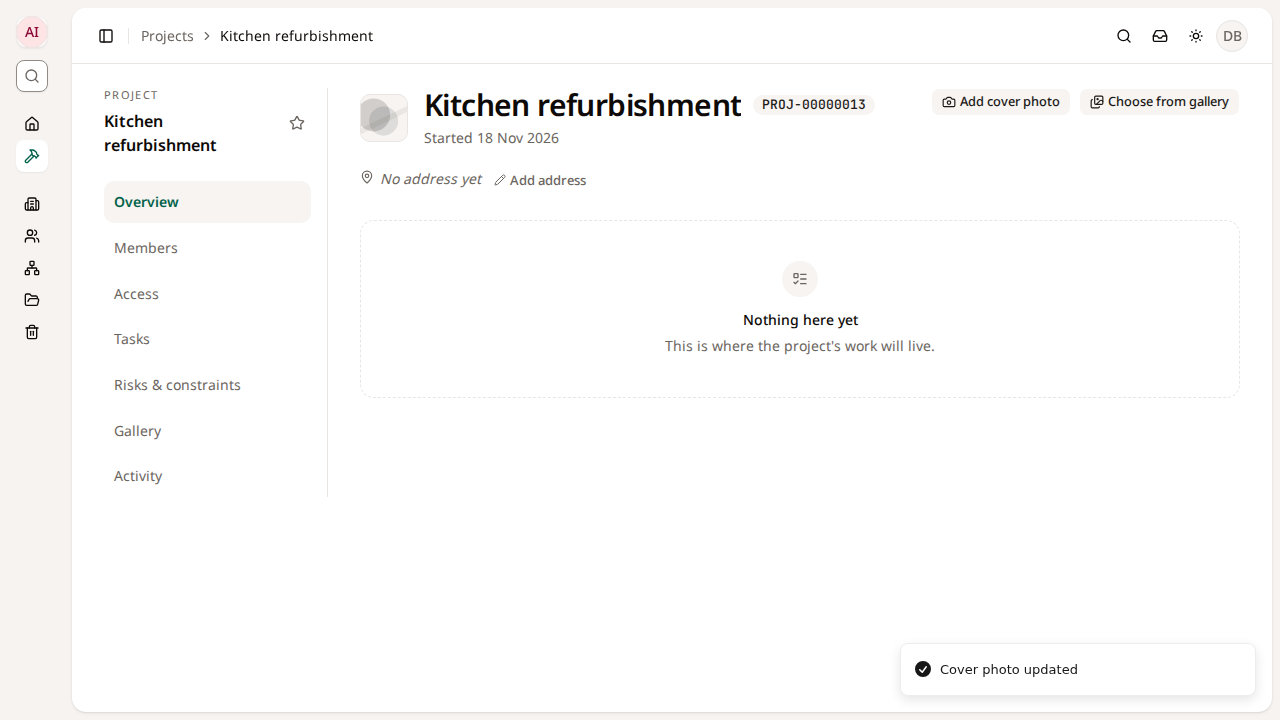 AI
Projects
Kitchen refurbishment
DB
PROJECT
Kitchen
refurbishment
Overview
Members
Access
Tasks
Risks & constraints
Gallery
Activity
Kitchen refurbishment
PROJ-00000013
Started 18 Nov 2026
Add cover photo
Choose from gallery
No address yet
Add address
Nothing here yet
This is where the project's work will live.
Cover photo updated